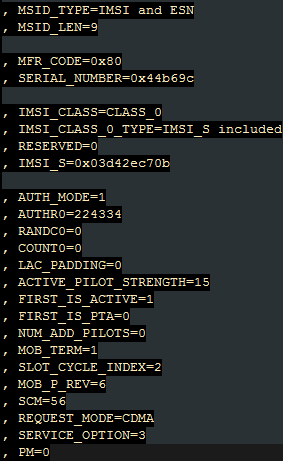 , MSID_TYPE=IMSI and ESN
, MSID_LEN=9
, MFR_CODE=0x80
, SERIAL_NUMBER=0x44b69c
, IMSI_CLASS=CLASS_0
, IMSI_CLASS_0_TYPE=IMSI_S included
, RESERVED=0
, IMSI_S=0x03d42ec70b
, AUTH_MODE=1
, AUTHR0=224334
, RANDC0=0
, COUNT0=0
, LAC_PADDING=0
, ACTIVE_PILOT_STRENGTH=15
, FIRST_IS_ACTIVE=1
, FIRST_IS_PTA=0
, NUM_ADD_PILOTS=0
, MOB_TERM=1
, SLOT_CYCLE_INDEX=2
, MOB_P_REV=6
, SCM=56
, REQUEST_MODE=CDMA
, SERVICE_OPTION=3
, PM=0